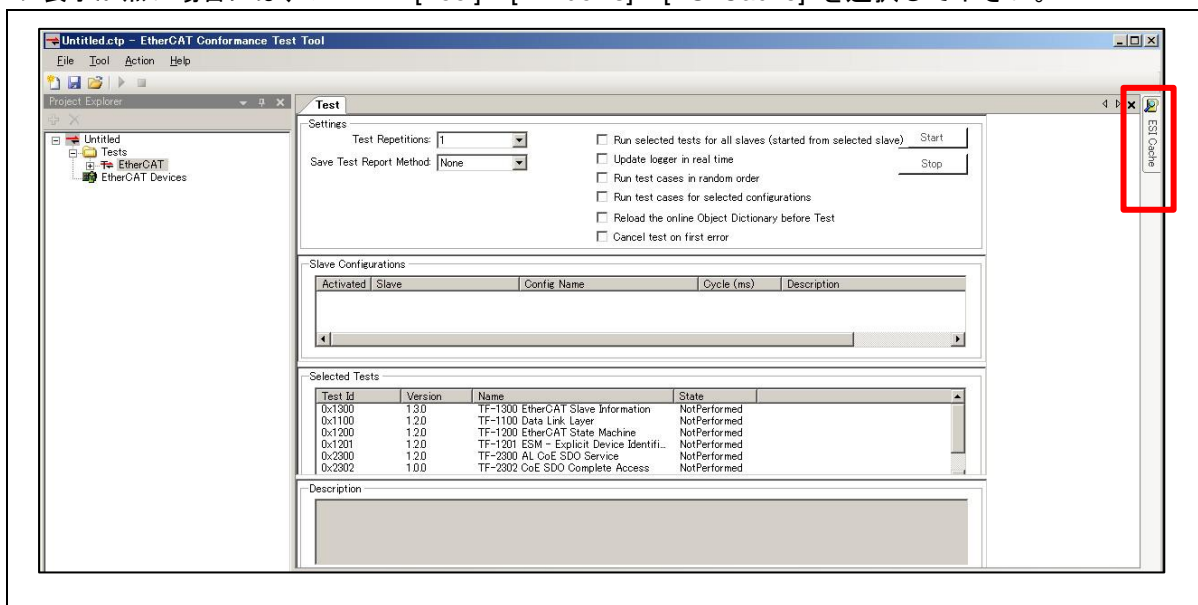 Untitled.ctp - EtherCAT Conformance Test Tool
File Tool Action Help
Project Explorer
Untitled
Tests
EtherCAT
EtherCAT Devices
Test
Settings
Test Repetitions: 1
Save Test Report Method: None
Run selected tests for all slaves (started from selected slave)
Update logger in real time
Run test cases in random order
Run test cases for selected configurations
Reload the online Object Dictionary before Test
Cancel test on first error
Start
Stop
ESI Cache
Slave Configurations
Activated Slave Config Name Cycle (ms) Description
Selected Tests
Test Id Version Name State
0x1300 1.3.0 TF-1300 EtherCAT Slave Information NotPerformed
0x1100 1.2.0 TF-1100 Data Link Layer NotPerformed
0x1200 1.2.0 TF-1200 EtherCAT State Machine NotPerformed
0x1201 1.2.0 TF-1201 ESM - Explicit Device Identifi... NotPerformed
0x2300 1.2.0 TF-2300 AL CoE SDO Service NotPerformed
0x2302 1.0.0 TF-2302 CoE SDO Complete Access NotPerformed
Description